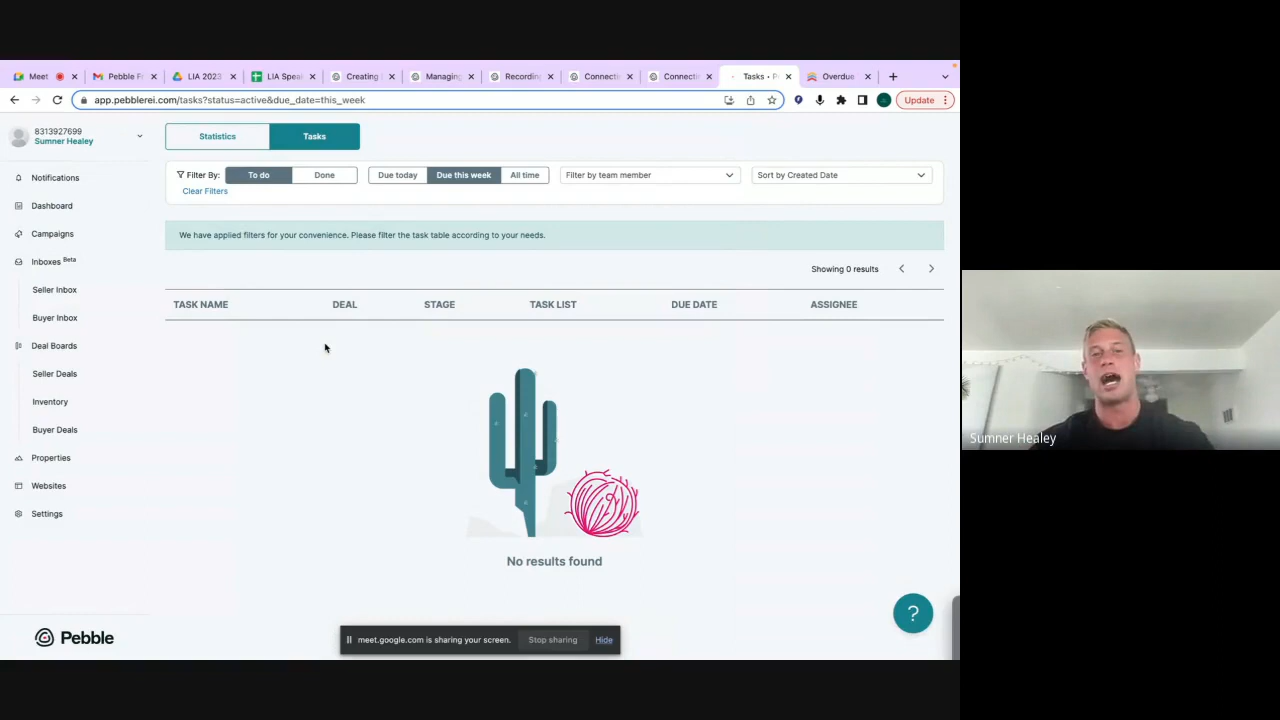 Meet
Pebble Fr
LIA 2023
LIA Spea
Creating
Managing
Recording
Connectin
Connectin
Tasks • P
Overdue
app.pebblerei.com/tasks?status=active&due_date=this_week
Update
8313927699
Sumner Healey
Statistics
Tasks
Filter By:
To do
Done
Due today
Due this week
All time
Filter by team member
Sort by Created Date
Clear Filters
We have applied filters for your convenience. Please filter the task table according to your needs.
Showing 0 results
TASK NAME
DEAL
STAGE
TASK LIST
DUE DATE
ASSIGNEE
Notifications
Dashboard
Campaigns
Inboxes Beta
Seller Inbox
Buyer Inbox
Deal Boards
Seller Deals
Inventory
Buyer Deals
Properties
Websites
Settings
No results found
?
Pebble
meet.google.com is sharing your screen.
Stop sharing
Hide
Sumner Healey